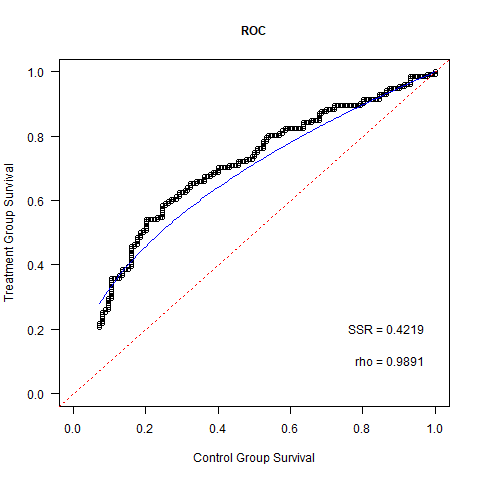 ROC
Treatment Group Survival
1.0
0.8
0.6
0.4
0.2
0.0
SSR = 0.4219
rho = 0.9891
0.0 0.2 0.4 0.6 0.8 1.0
Control Group Survival